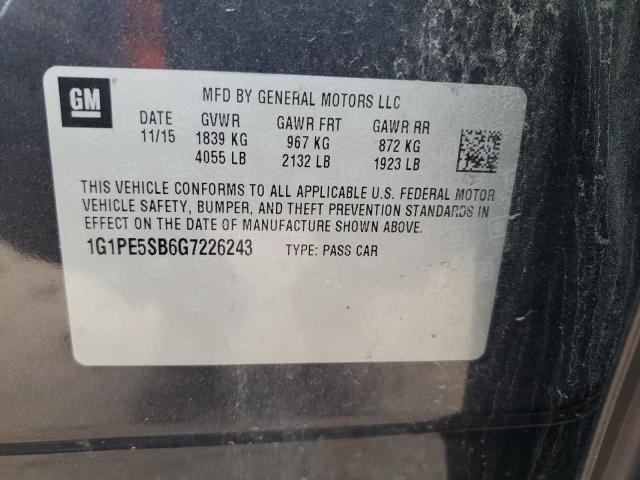 GM
MFD BY GENERAL MOTORS LLC
DATE GVWR GAWR FRT GAWR RR
11/15 1839 KG 967 KG 872 KG
4055 LB 2132 LB 1923 LB
THIS VEHICLE CONFORMS TO ALL APPLICABLE U.S. FEDERAL MOTOR
VEHICLE SAFETY, BUMPER, AND THEFT PREVENTION STANDARDS IN
EFFECT ON THE DATE OF MANUFACTURE SHOWN ABOVE.
1G1PE5SB6G7226243 TYPE: PASS CAR